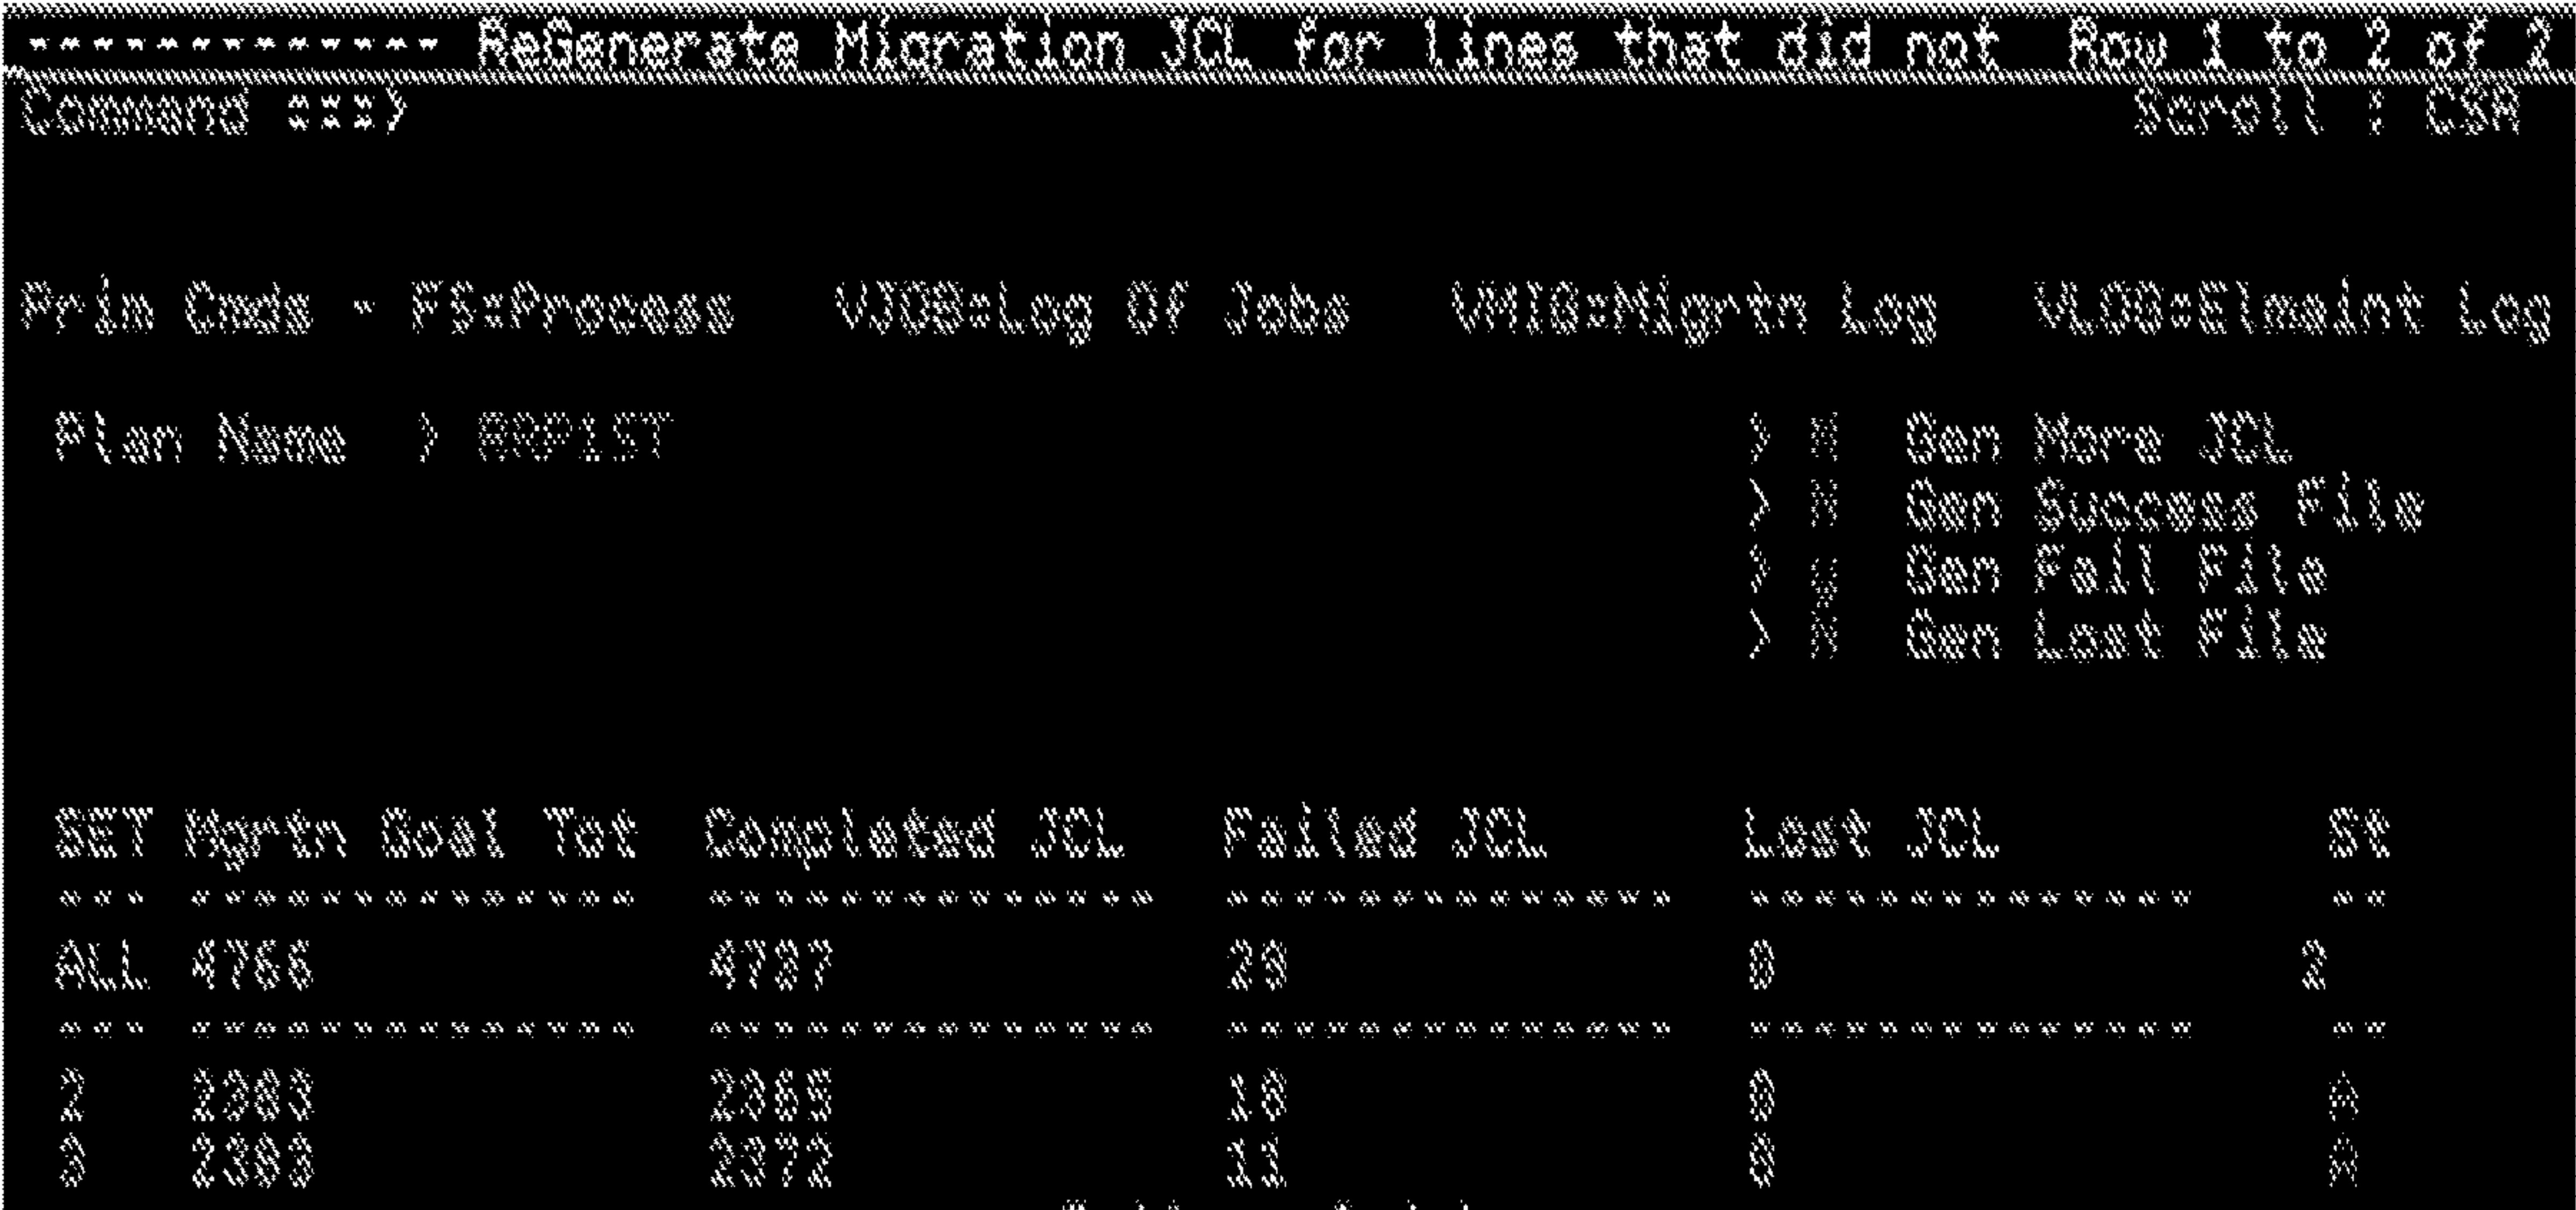 ------------- ReGenerate Migration JCL for lines that did not  Row 1 to 2 of 2
Command ===> Scroll : CSR
Prim Cmds - F5=Process   VJOB=Log Of Jobs   VMIG=Migrtn Log   VLOG=Elmaint Log
Plan Name  > > N  Gen More JCL
> N  Gen Success File
> y  Gen Fail File
> N  Gen Lost File
SET Mgrtn Goal Tot  Completed JCL   Failed JCL      Lost JCL          St
--- --------------  --------------  --------------  --------------    --
ALL 4766            4737            29              0                2
--- --------------  --------------  --------------  --------------    --
2   2383            2365            18              0                 A
3   2383            2372            11              0                 A